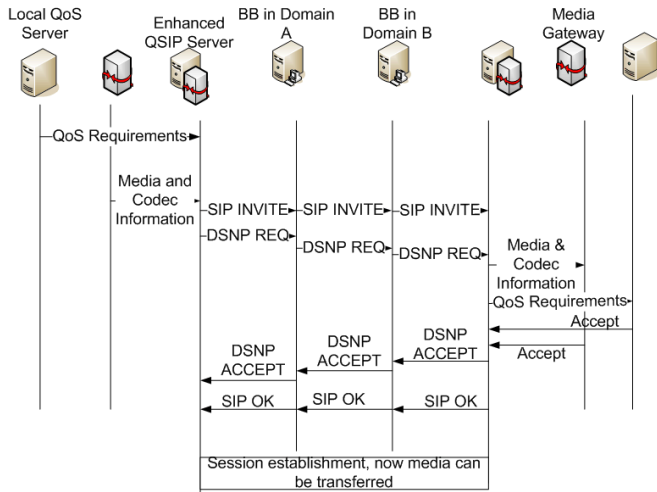 Local QoS
Server
Enhanced
QSIP Server
BB in Domain
A
BB in
Domain B
Media
Gateway
QoS Requirements
Media and
Codec
Information
SIP INVITE
SIP INVITE
SIP INVITE
DSNP REQ
DSNP REQ
DSNP REQ
Media &
Codec
Information
QoS Requirements
Accept
DSNP
ACCEPT
DSNP
ACCEPT
DSNP
ACCEPT
Accept
SIP OK
SIP OK
SIP OK
Session establishment, now media can
be transferred